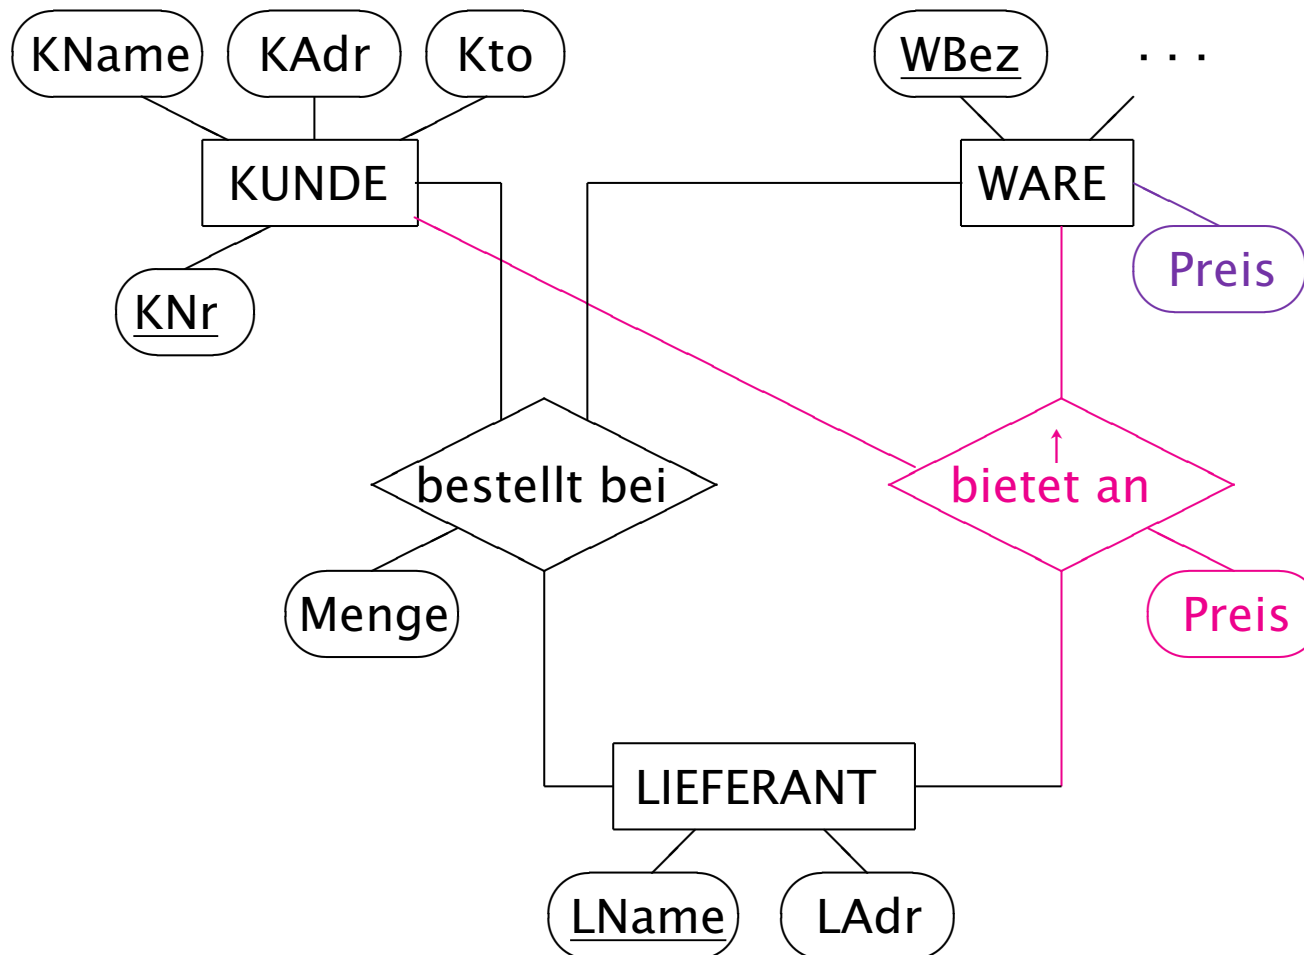 KName
KAdr
Kto
WBez
. . .
KUNDE
WARE
KNr
Preis
bestellt bei
↑
bietet an
Menge
Preis
LIEFERANT
LName
LAdr